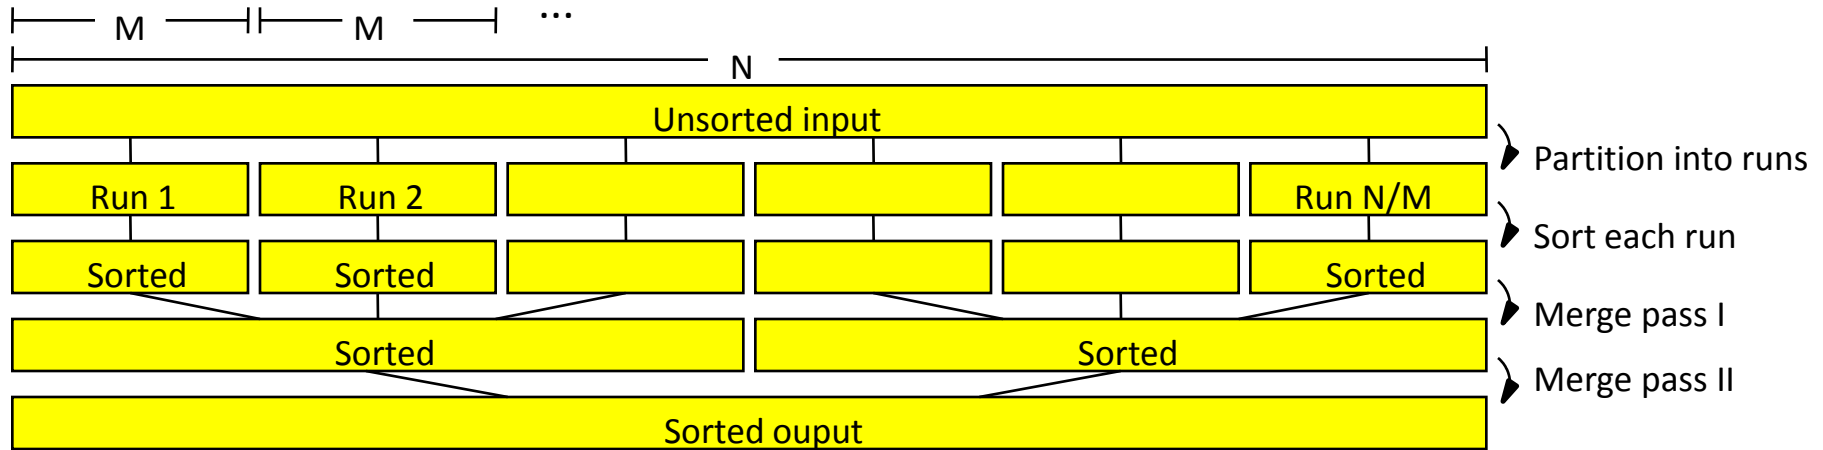 M M ...
N
Unsorted input
Partition into runs
Run 1 Run 2 Run N/M
Sort each run
Sorted Sorted Sorted
Merge pass I
Sorted Sorted
Merge pass II
Sorted ouput